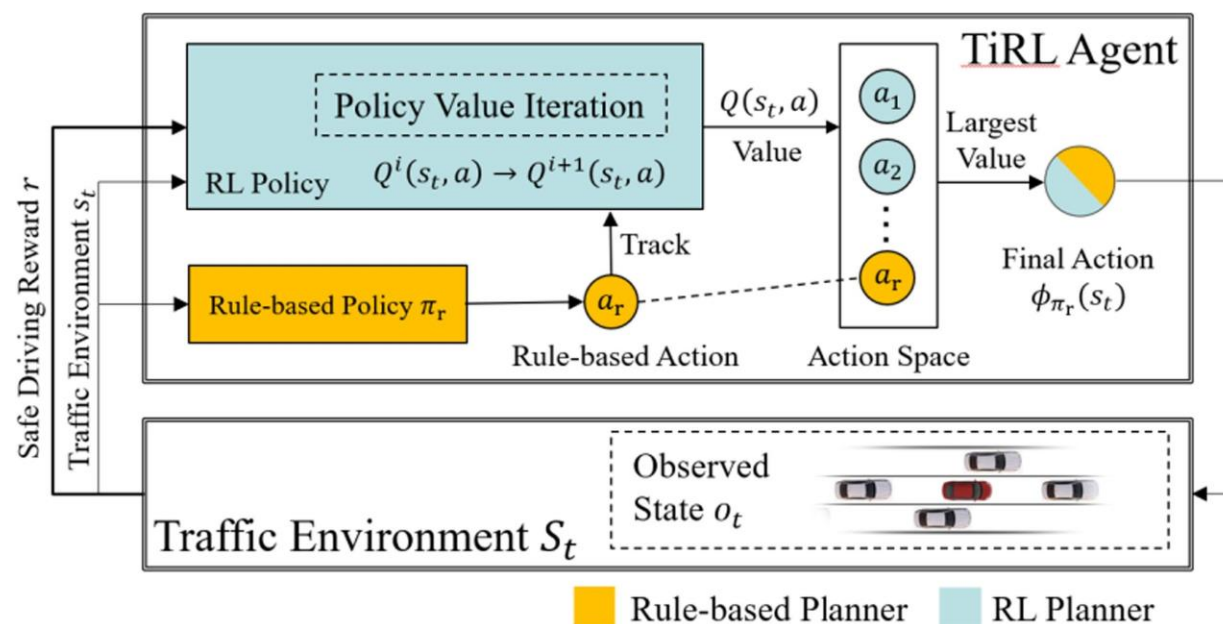 TiRL Agent
Policy Value Iteration
Q^i(s_t, a) → Q^{i+1}(s_t, a)
RL Policy
Q(s_t, a)
Value
a_1
a_2
⋮
a_r
Action Space
Largest
Value
Final Action
ϕ_{π_r}(s_t)
Track
Rule-based Policy π_r
a_r
Rule-based Action
Safe Driving Reward r
Traffic Environment s_t
Observed
State o_t
Traffic Environment S_t
Rule-based Planner
RL Planner